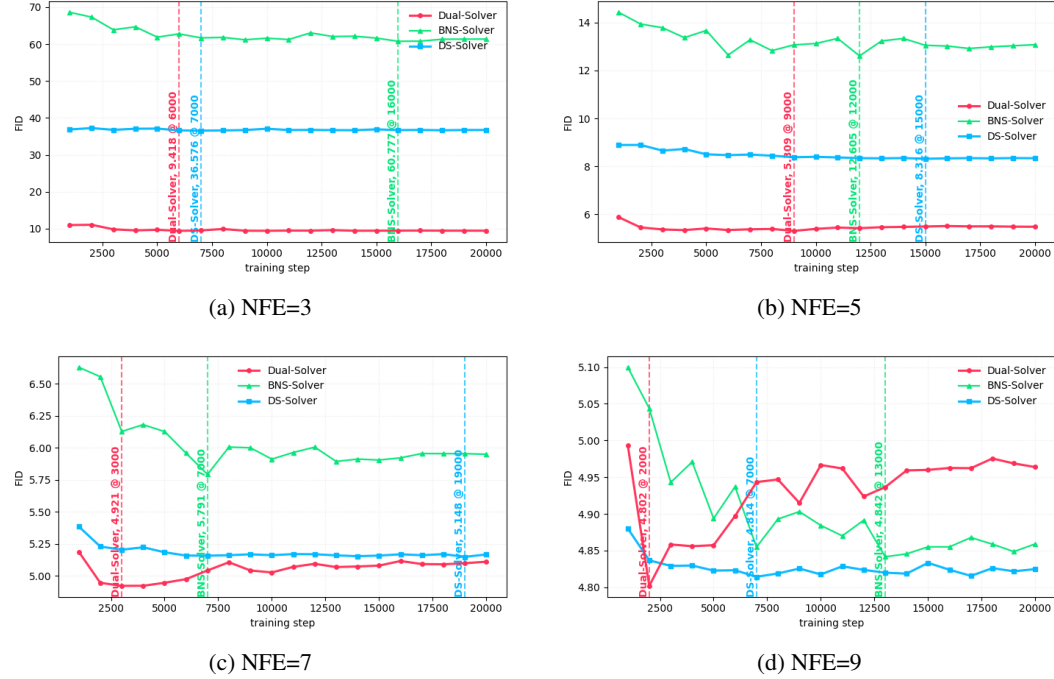 70
60
50
40
30
20
10
FID
Dual-Solver
BNS-Solver
DS-Solver
Dual-Solver, 9.418 @ 6000
DS-Solver, 36.576 @ 7000
BNS-Solver, 60.777 @ 16000
2500 5000 7500 10000 12500 15000 17500 20000
training step
(a) NFE=3
14
12
10
8
6
FID
Dual-Solver
BNS-Solver
DS-Solver
Dual-Solver, 5.309 @ 9000
BNS-Solver, 12.605 @ 12000
DS-Solver, 8.316 @ 15000
2500 5000 7500 10000 12500 15000 17500 20000
training step
(b) NFE=5
6.50
6.25
6.00
5.75
5.50
5.25
5.00
FID
Dual-Solver
BNS-Solver
DS-Solver
Dual-Solver, 4.921 @ 3000
BNS-Solver, 5.791 @ 7000
DS-Solver, 5.148 @ 19000
2500 5000 7500 10000 12500 15000 17500 20000
training step
(c) NFE=7
5.10
5.05
5.00
4.95
4.90
4.85
4.80
FID
Dual-Solver
BNS-Solver
DS-Solver
Dual-Solver, 4.802 @ 2000
DS-Solver, 4.814 @ 7000
BNS-Solver, 4.842 @ 13000
2500 5000 7500 10000 12500 15000 17500 20000
training step
(d) NFE=9